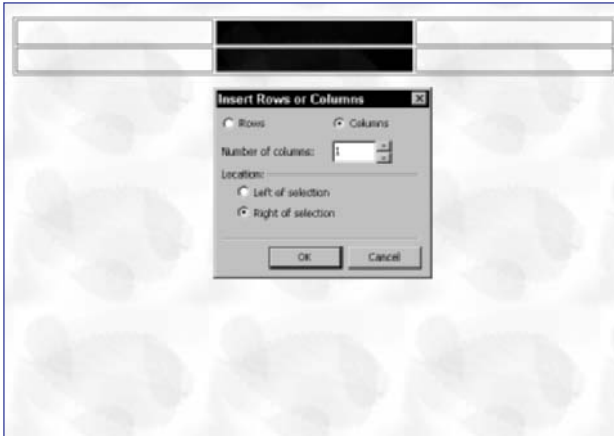 Insert Rows or Columns
Rows Columns
Number of columns: 1
Location:
Left of selection
Right of selection
OK Cancel